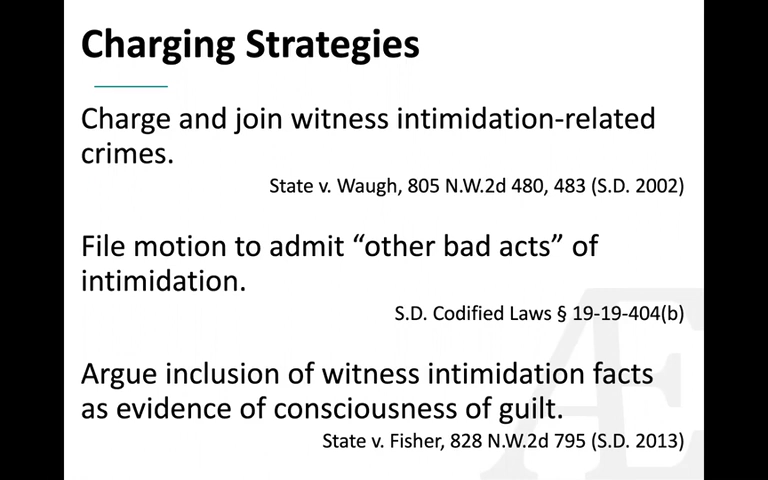 Charging Strategies
Charge and join witness intimidation-related
crimes.
State v. Waugh, 805 N.W.2d 480, 483 (S.D. 2002)
File motion to admit “other bad acts” of
intimidation.
S.D. Codified Laws § 19-19-404(b)
Argue inclusion of witness intimidation facts
as evidence of consciousness of guilt.
State v. Fisher, 828 N.W.2d 795 (S.D. 2013)
Æ